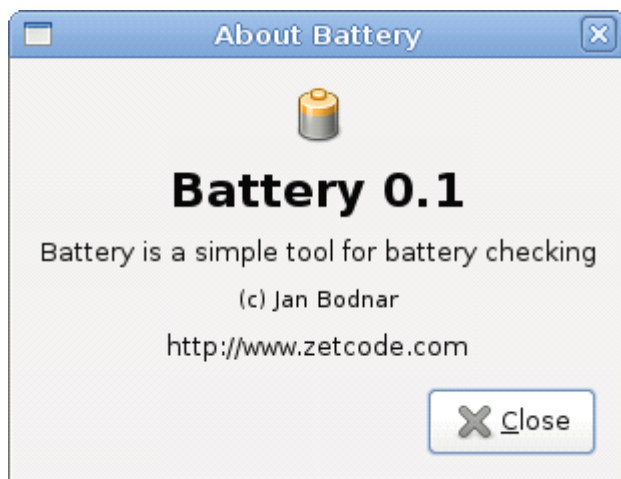 About Battery
Battery 0.1
Battery is a simple tool for battery checking
(c) Jan Bodnar
http://www.zetcode.com
Close